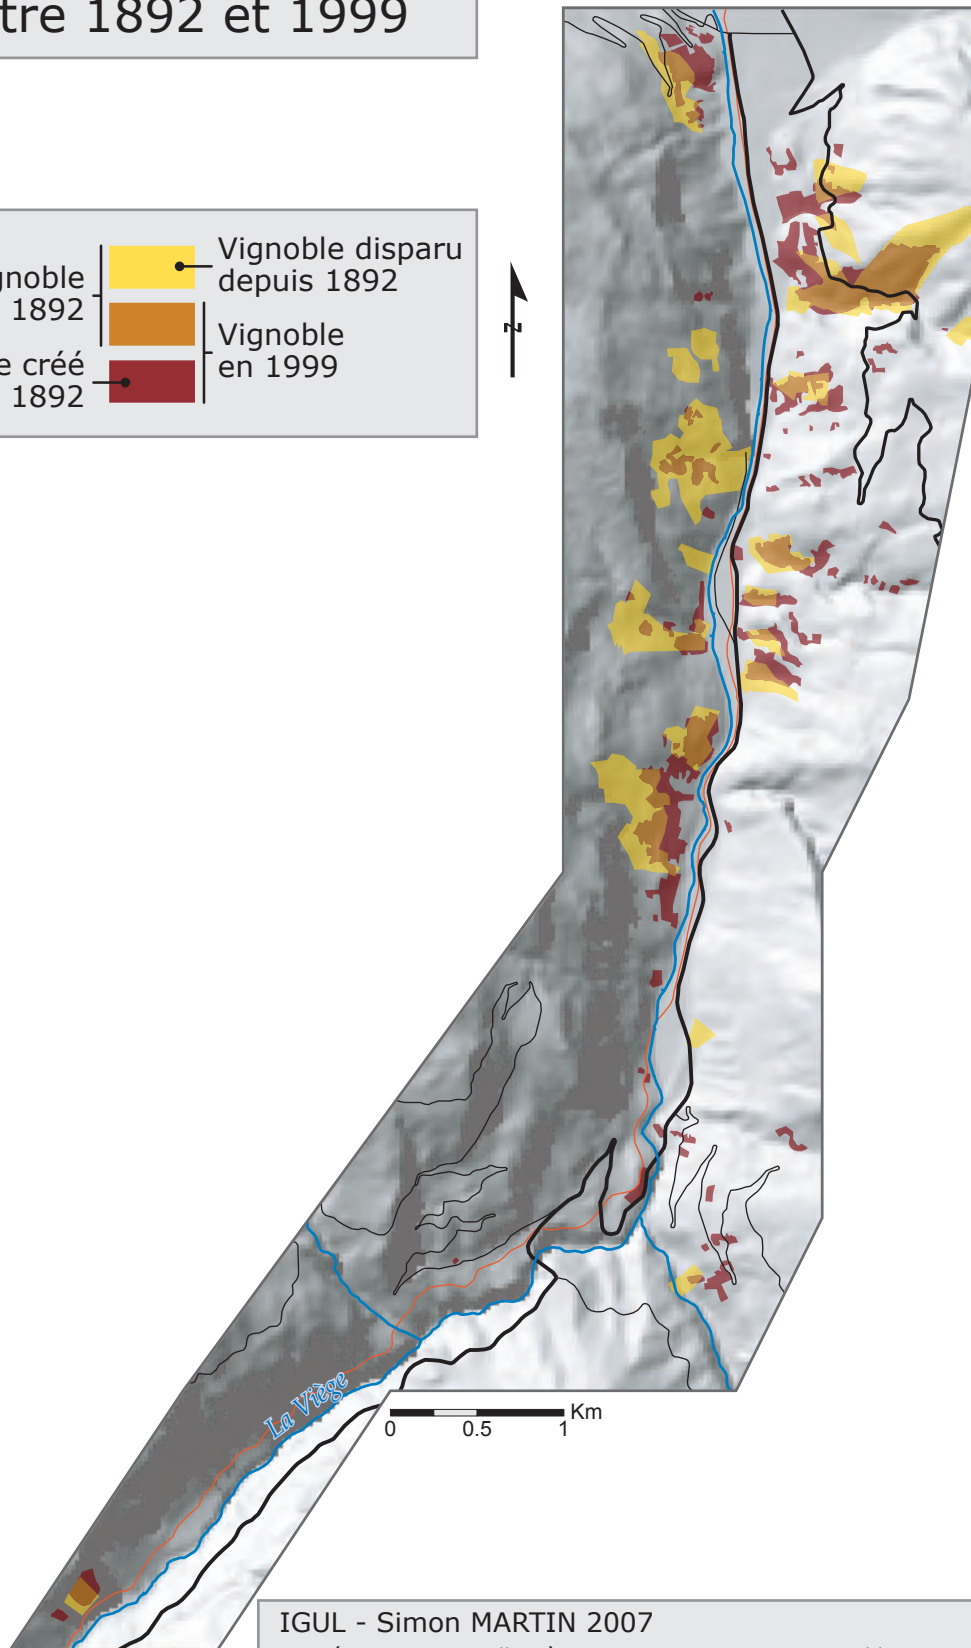 tre 1892 et 1999
Vignoble disparu
depuis 1892
gnoble
1892
Vignoble
en 1999
e créé
1892
z
La Viège
Km
0 0.5 1
IGUL - Simon MARTIN 2007